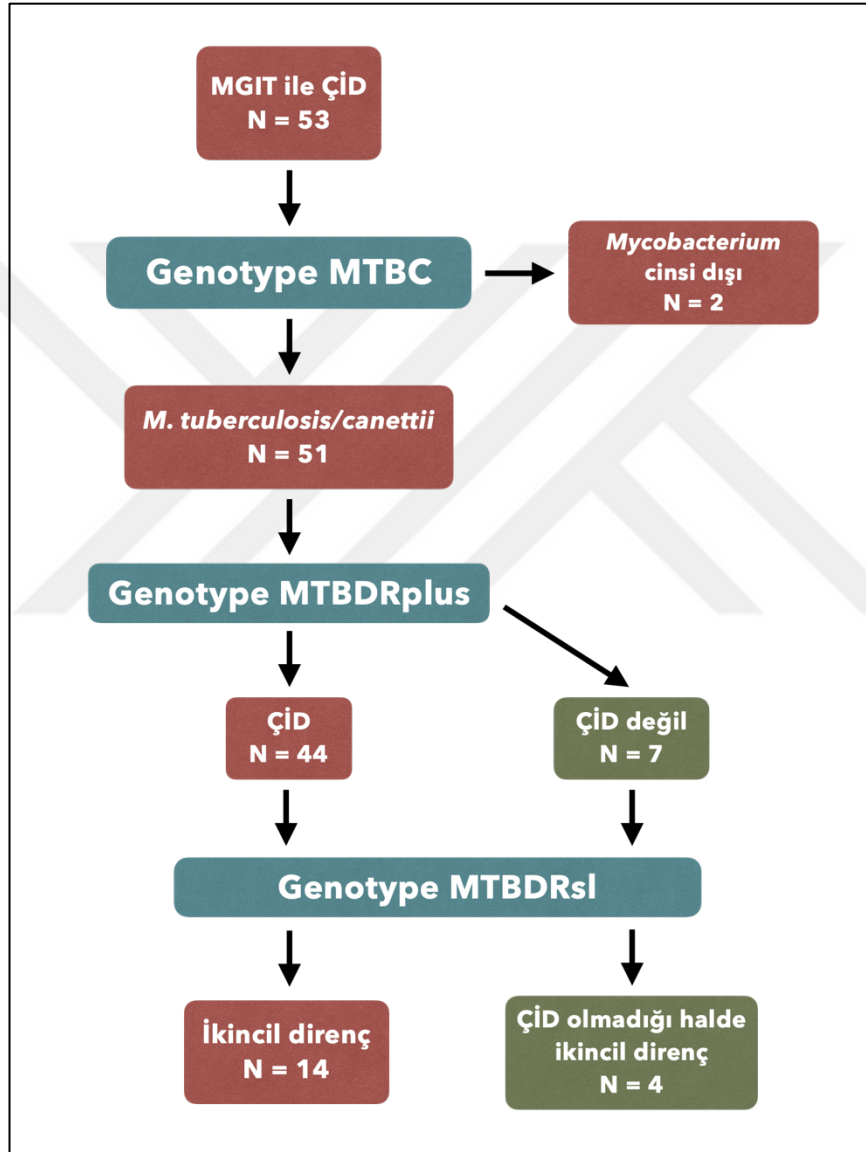 MGIT ile ÇİD
N = 53
Genotype MTBC
Mycobacterium
cinsi dışı
N = 2
M. tuberculosis/canettii
N = 51
Genotype MTBDRplus
ÇİD
N = 44
ÇİD değil
N = 7
Genotype MTBDRsl
İkincil direnç
N = 14
ÇİD olmadığı halde
ikincil direnç
N = 4